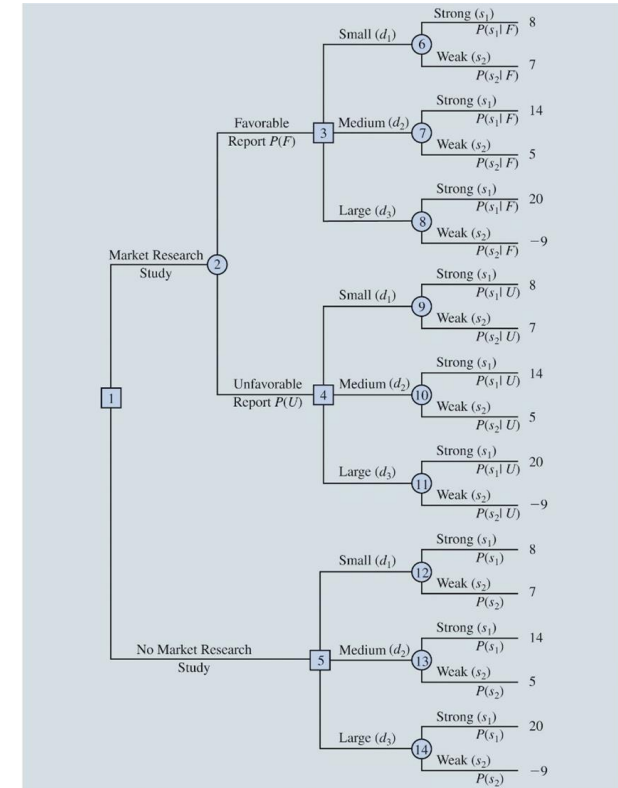 Strong (s₁) 8
P(s₁| F)
Small (d₁)
6
Weak (s₂) 7
P(s₂| F)
Strong (s₁) 14
P(s₁| F)
Favorable
Report P(F)
3
Medium (d₂)
7
Weak (s₂) 5
P(s₂| F)
Strong (s₁) 20
P(s₁| F)
Large (d₃)
8
Weak (s₂) −9
P(s₂| F)
Market Research
Study
2
Strong (s₁) 8
P(s₁| U)
Small (d₁)
9
Weak (s₂) 7
P(s₂| U)
Strong (s₁) 14
P(s₁| U)
1
Unfavorable
Report P(U)
4
Medium (d₂)
10
Weak (s₂) 5
P(s₂| U)
Strong (s₁) 20
P(s₁| U)
Large (d₃)
11
Weak (s₂) −9
P(s₂| U)
Strong (s₁) 8
P(s₁)
Small (d₁)
12
Weak (s₂) 7
P(s₂)
Strong (s₁) 14
P(s₁)
No Market Research
Study
5
Medium (d₂)
13
Weak (s₂) 5
P(s₂)
Strong (s₁) 20
P(s₁)
Large (d₃)
14
Weak (s₂) −9
P(s₂)